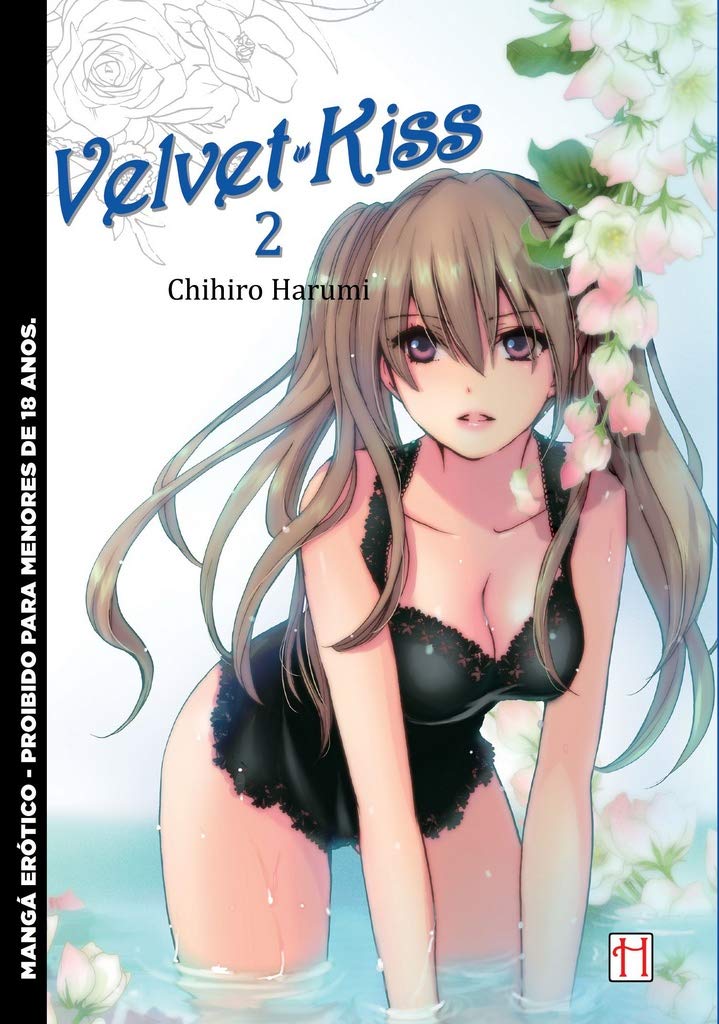 Velvet Kiss
2
Chihiro Harumi
MANGÁ ERÓTICO - PROIBIDO PARA MENORES DE 18 ANOS.
H